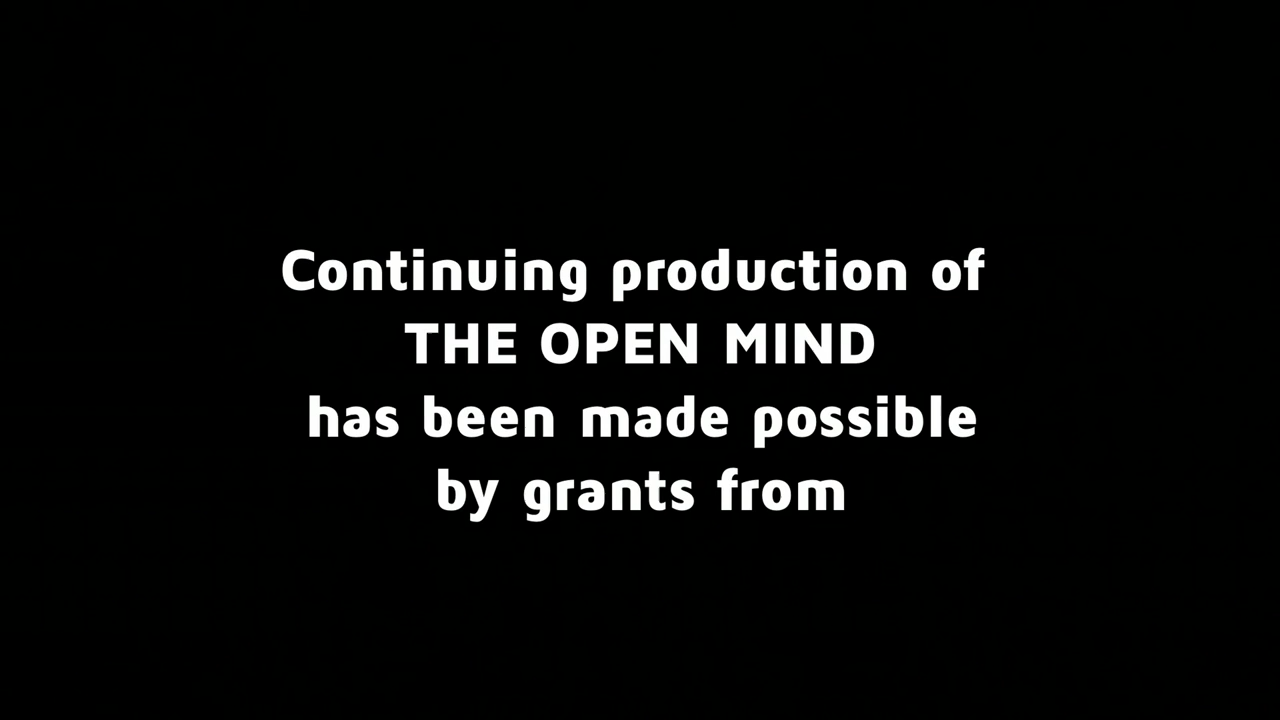 Continuing production of
THE OPEN MIND
has been made possible
by grants from